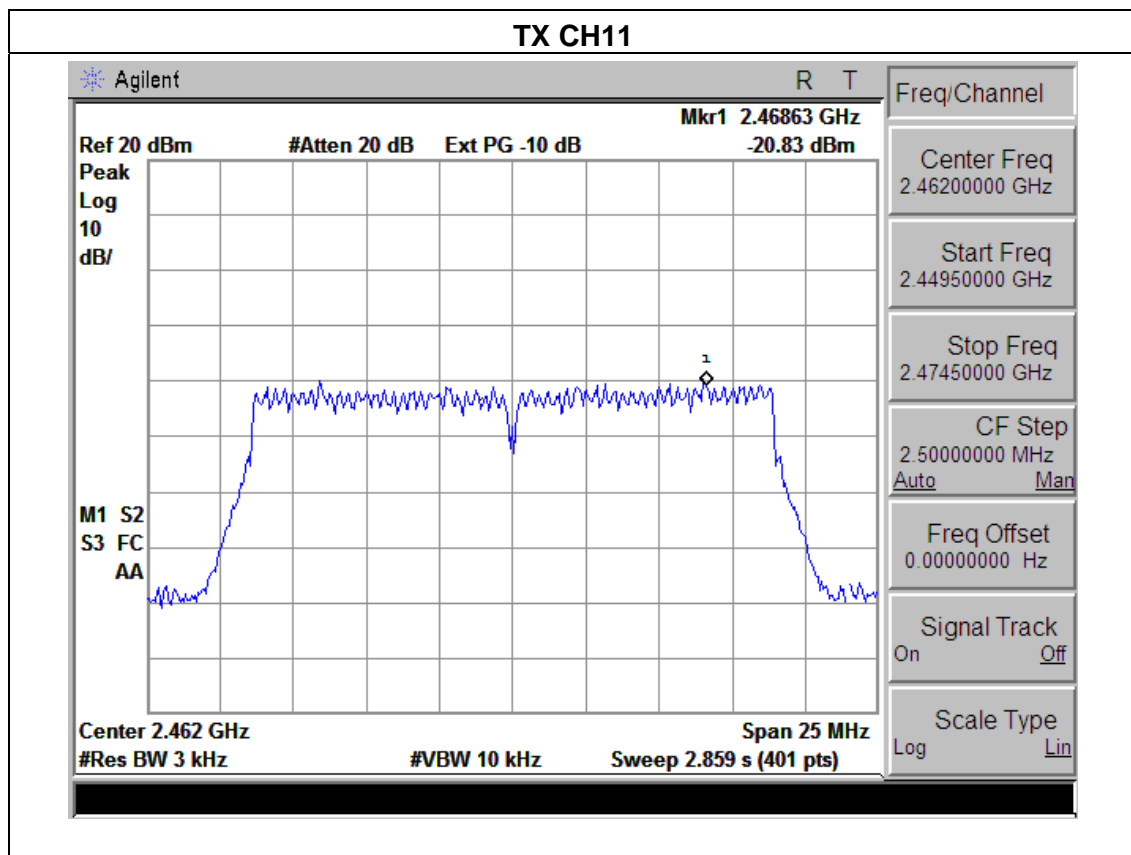 TX CH11
Agilent R T
Mkr1 2.46863 GHz
Ref 20 dBm #Atten 20 dB Ext PG -10 dB -20.83 dBm
Peak
Log
10
dB/
1
M1 S2
S3 FC
AA
Center 2.462 GHz Span 25 MHz
#Res BW 3 kHz #VBW 10 kHz Sweep 2.859 s (401 pts)
Freq/Channel
Center Freq
2.46200000 GHz
Start Freq
2.44950000 GHz
Stop Freq
2.47450000 GHz
CF Step
2.50000000 MHz
Auto Man
Freq Offset
0.00000000 Hz
Signal Track
On Off
Scale Type
Log Lin